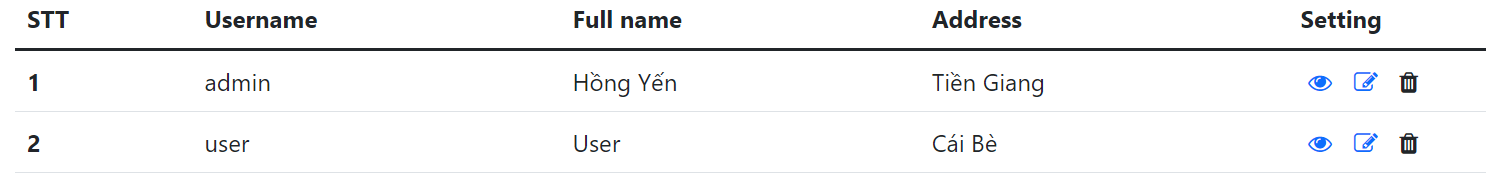 STT Username Full name Address Setting
1 admin Hồng Yến Tiền Giang
2 user User Cái Bè